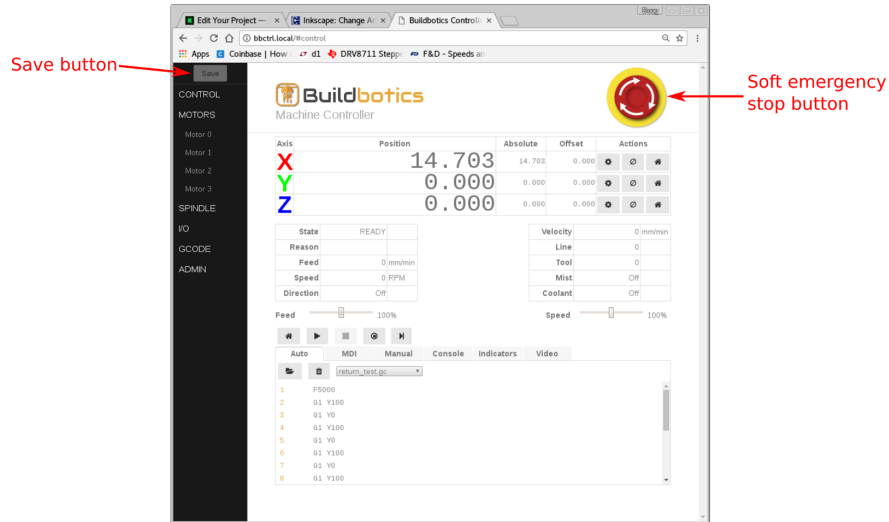 Blogi
Edit Your Project —
Inkscape: Change Ar
Buildbotics Controlle
bbctrl.local/#control
Apps
Coinbase | How
d1
DRV8711 Steppe
F&D - Speeds an
Save button
Save
Soft emergency
stop button
CONTROL
MOTORS
Motor 0
Motor 1
Motor 2
Motor 3
SPINDLE
I/O
GCODE
ADMIN
Buildbotics
Machine Controller
Axis Position Absolute Offset Actions
X 14.703 14.703 0.000
Y 0.000 0.000 0.000
Z 0.000 0.000 0.000
State READY
Reason
Feed 0 mm/min
Speed 0 RPM
Direction Off
Velocity 0 mm/min
Line 0
Tool 0
Mist Off
Coolant Off
Feed 100%
Speed 100%
Auto MDI Manual Console Indicators Video
return_test.gc
1 F5000
2 G1 Y100
3 G1 Y0
4 G1 Y100
5 G1 Y0
6 G1 Y100
7 G1 Y0
8 G1 Y100